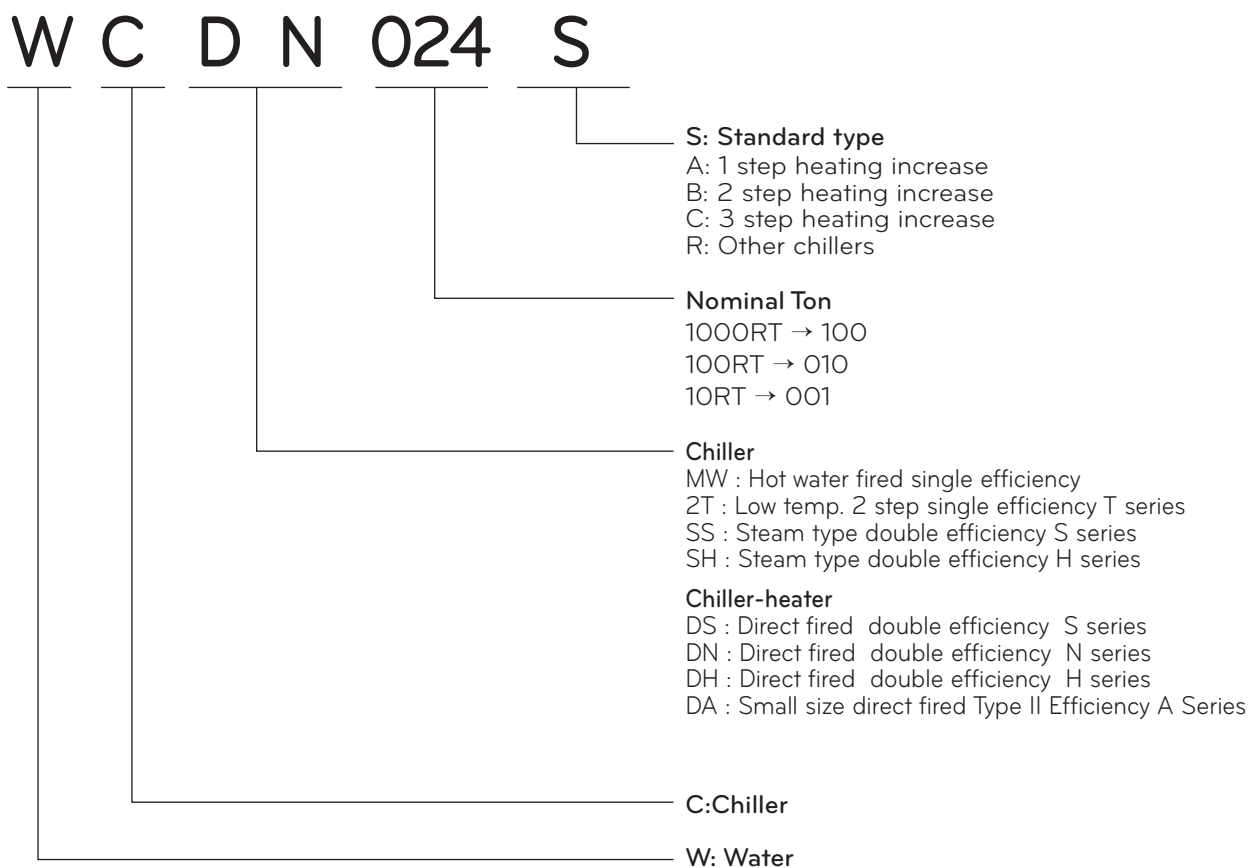 W C D N 024 S
S: Standard type
A: 1 step heating increase
B: 2 step heating increase
C: 3 step heating increase
R: Other chillers
Nominal Ton
1000RT → 100
100RT → 010
10RT → 001
Chiller
MW : Hot water fired single efficiency
2T : Low temp. 2 step single efficiency T series
SS : Steam type double efficiency S series
SH : Steam type double efficiency H series
Chiller-heater
DS : Direct fired double efficiency S series
DN : Direct fired double efficiency N series
DH : Direct fired double efficiency H series
DA : Small size direct fired Type II Efficiency A Series
C:Chiller
W: Water